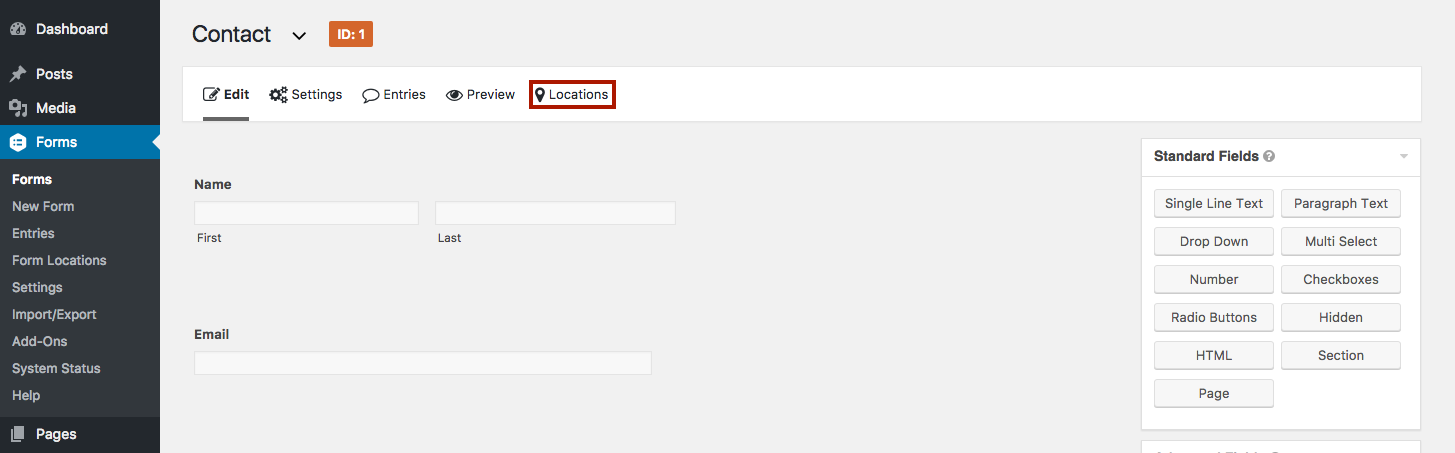 Dashboard
Posts
Media
Forms
Forms
New Form
Entries
Form Locations
Settings
Import/Export
Add-Ons
System Status
Help
Pages
Contact ID: 1
Edit Settings Entries Preview Locations
Name
First Last
Email
Standard Fields ?
Single Line Text Paragraph Text
Drop Down Multi Select
Number Checkboxes
Radio Buttons Hidden
HTML Section
Page